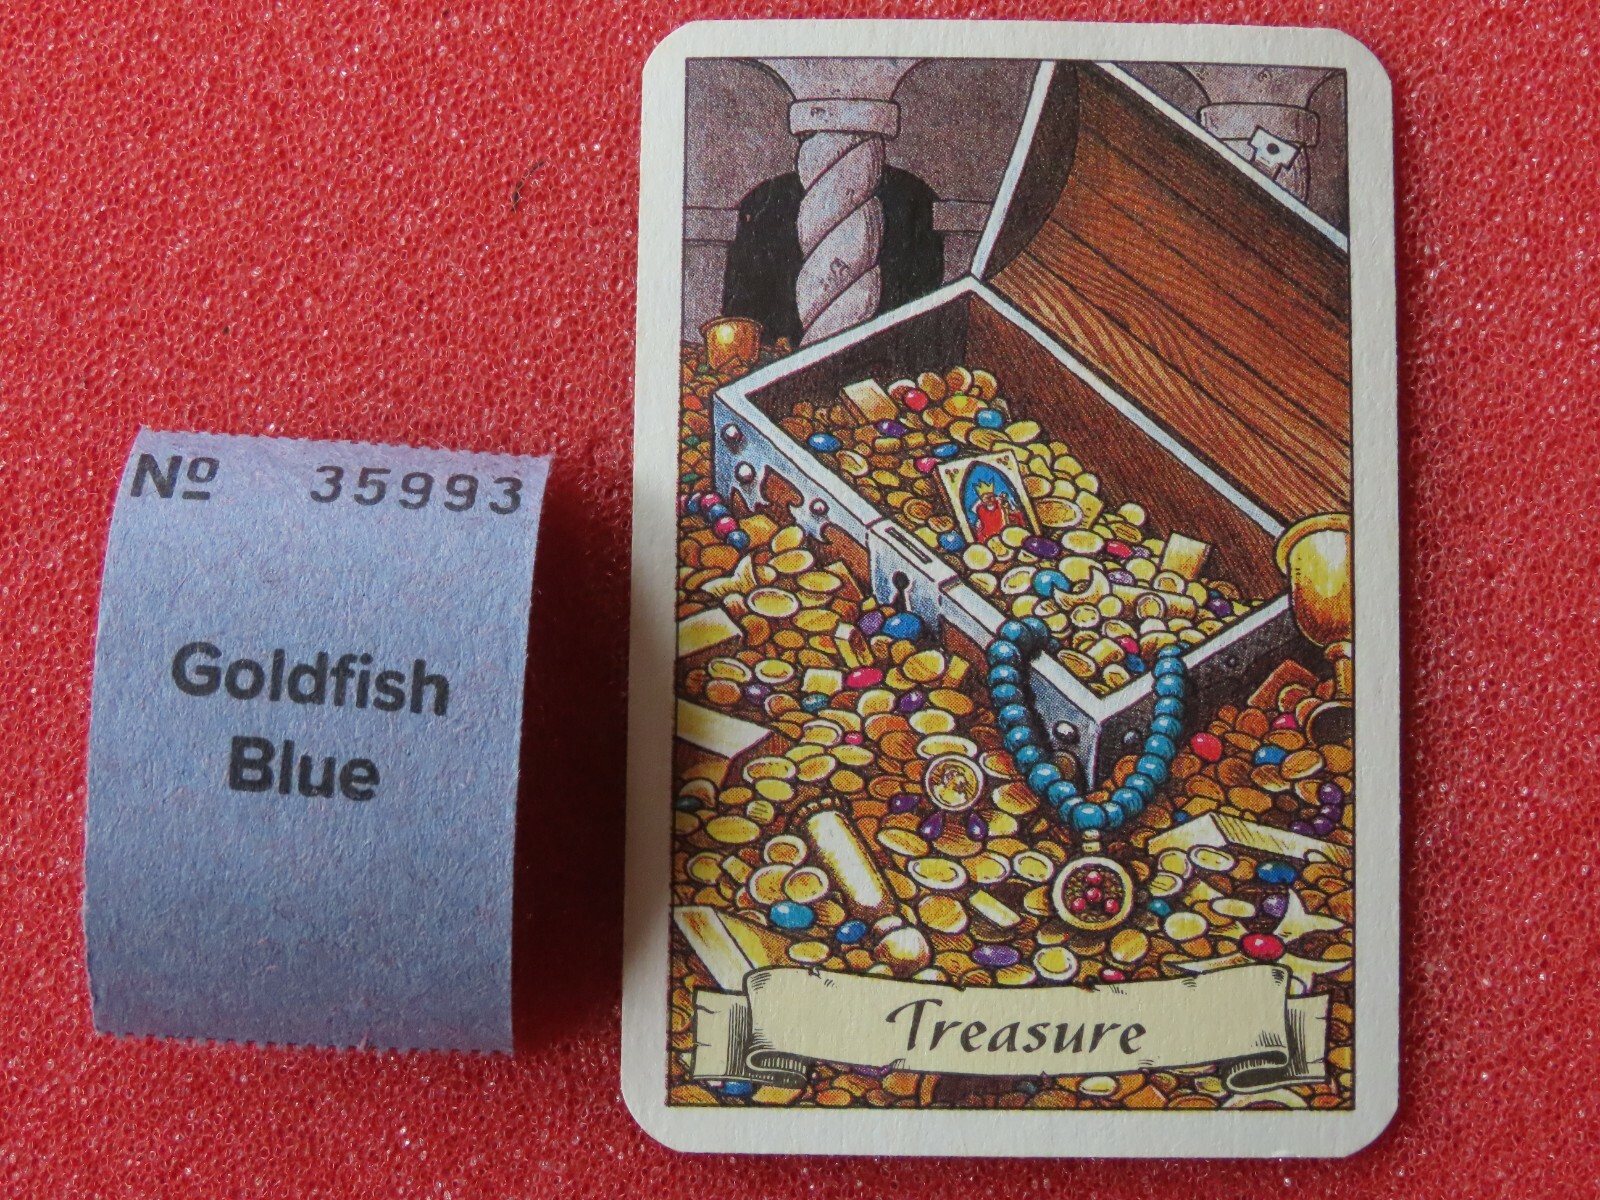 Nº 35993
Goldfish
Blue
Treasure